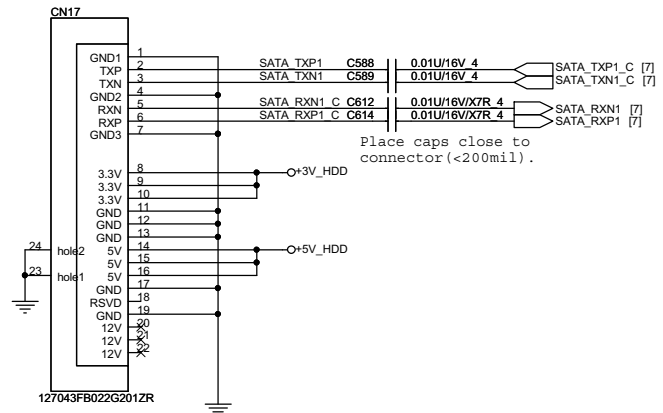 CN17
GND1 1
TXP 2 SATA_TXP1 C588 0.01U/16V_4 SATA_TXP1_C [7]
TXN 3 SATA_TXN1 C589 0.01U/16V_4 SATA_TXN1_C [7]
GND2 4
RXN 5 SATA_RXN1_C C612 0.01U/16V/X7R_4 SATA_RXN1 [7]
RXP 6 SATA_RXP1_C C614 0.01U/16V/X7R_4 SATA_RXP1 [7]
GND3 7
Place caps close to
connector(<200mil).
3.3V 8 +3V_HDD
3.3V 9
3.3V 10
GND 11
GND 12
GND 13
24 hole2 5V 14 +5V_HDD
5V 15
23 hole1 5V 16
GND 17
RSVD 18
GND 19
12V 20
12V 21
12V 22
127043FB022G201ZR